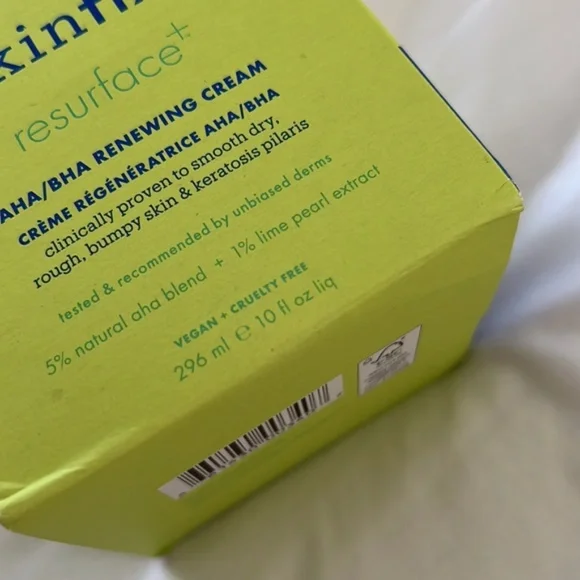 resurface+
AHA/BHA RENEWING CREAM
CRÈME RÉGÉNÉRATRICE AHA/BHA
clinically proven to smooth dry,
rough, bumpy skin & keratosis pilaris
tested & recommended by unbiased derms
5% natural aha blend + 1% lime pearl extract
VEGAN + CRUELTY FREE
296 ml e 10 fl oz liq